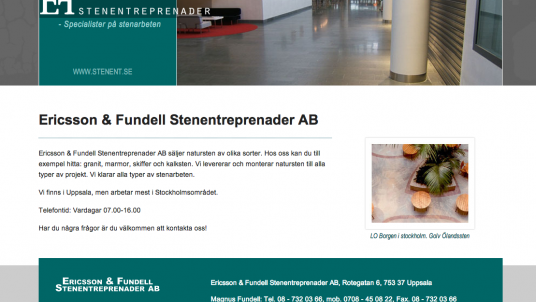 EF STENENTREPRENADER
- Specialister på stenarbeten
WWW.STENENT.SE
Ericsson & Fundell Stenentreprenader AB
Ericsson & Fundell Stenentreprenader AB säljer natursten av olika sorter. Hos oss kan du till
exempel hitta: granit, marmor, skiffer och kalksten. Vi levererar och monterar natursten till alla
typer av projekt. Vi klarar alla typer av stenarbeten.
Vi finns i Uppsala, men arbetar mest i Stockholmsområdet.
Telefontid: Vardagar 07.00-16.00
Har du några frågor är du välkommen att kontakta oss!
LO Borgen i stockholm. Golv Ölandssten
ERICSSON & FUNDELL
STENENTREPRENADER AB
Ericsson & Fundell Stenentreprenader AB, Rotegatan 6, 753 37 Uppsala
Magnus Fundell: Tel. 08 - 732 03 66, mob. 0708 - 45 08 22, Fax. 08 - 732 03 66